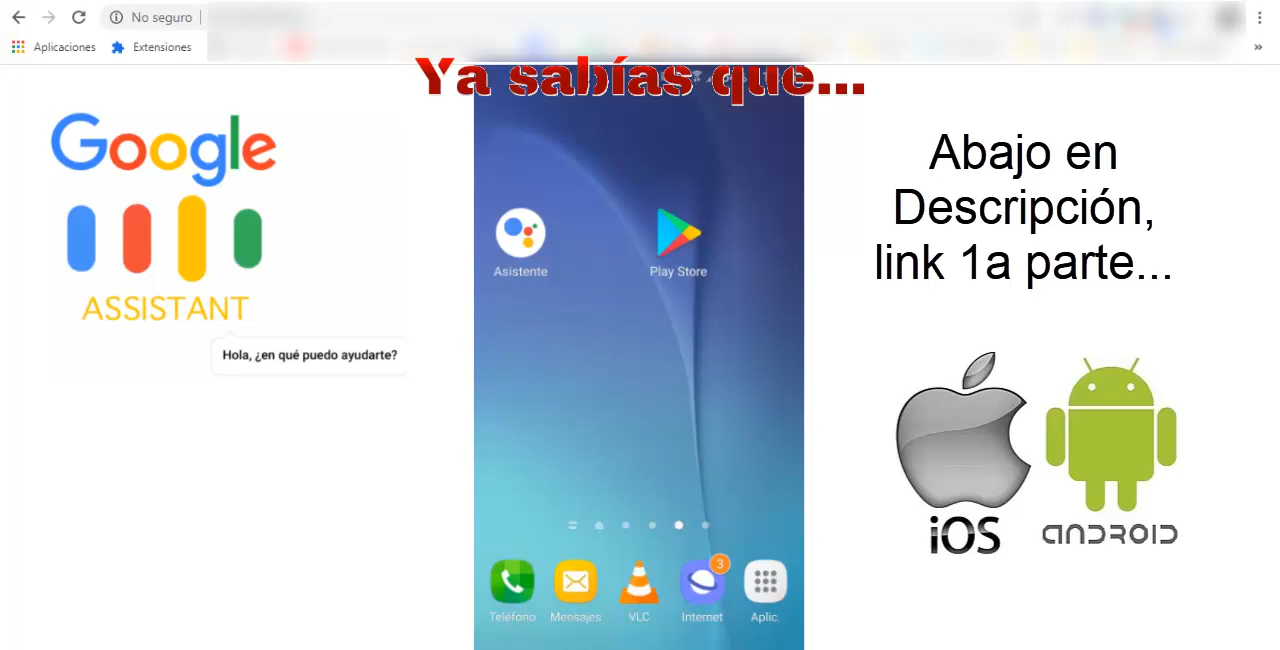 No seguro
Aplicaciones
Extensiones
Ya sabías que...
Google
ASSISTANT
Hola, ¿en qué puedo ayudarte?
Asistente
Play Store
3
Teléfono
Mensajes
VLC
Internet
Aplic.
Abajo en
Descripción,
link 1a parte...
iOS
ANDROID